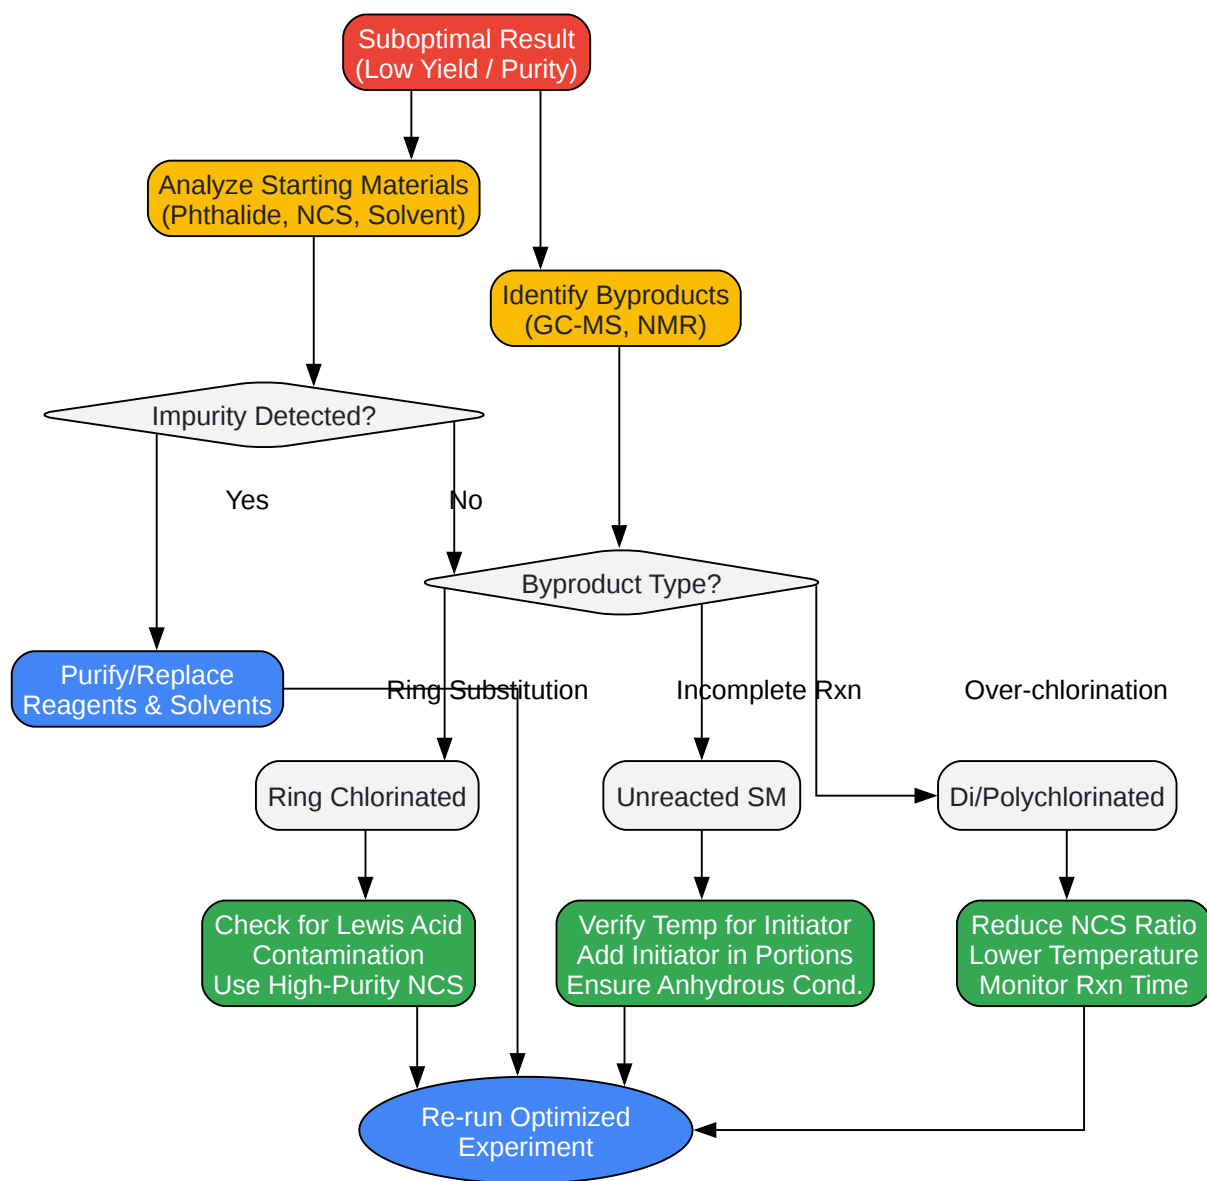 Suboptimal Result
(Low Yield / Purity)
Analyze Starting Materials
(Phthalide, NCS, Solvent)
Identify Byproducts
(GC-MS, NMR)
Impurity Detected?
Yes
No
Byproduct Type?
Purify/Replace
Reagents & Solvents
Ring Substitution
Incomplete Rxn
Over-chlorination
Ring Chlorinated
Unreacted SM
Di/Polychlorinated
Check for Lewis Acid
Contamination
Use High-Purity NCS
Verify Temp for Initiator
Add Initiator in Portions
Ensure Anhydrous Cond.
Reduce NCS Ratio
Lower Temperature
Monitor Rxn Time
Re-run Optimized
Experiment